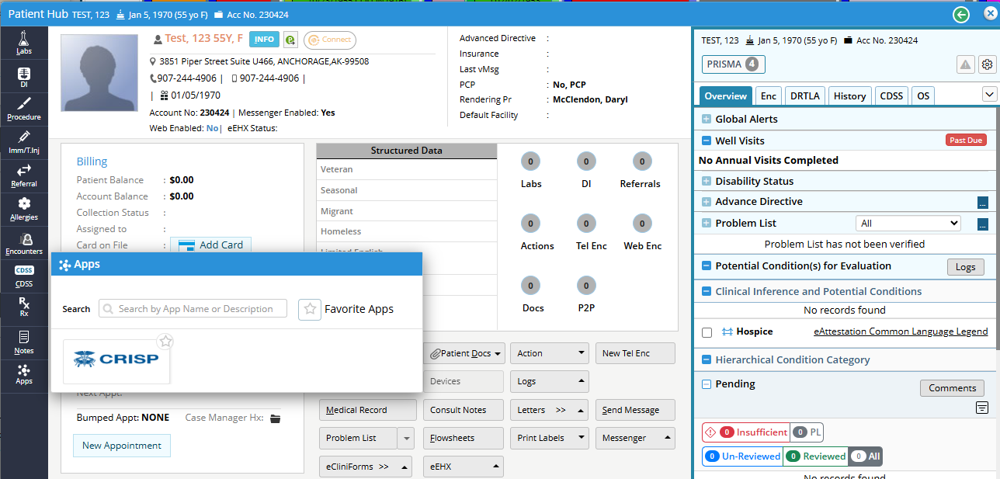 Patient Hub TEST, 123 Jan 5, 1970 (55 yo F) Acc No. 230424
Labs
DI
Procedure
Imm/T.Inj
Referral
Allergies
Encounters
CDSS
CDSS
Rx
Rx
Notes
Apps
Test, 123 55Y, F INFO Connect
3851 Piper Street Suite U466, ANCHORAGE,AK-99508
907-244-4906 | 907-244-4906 |
| 01/05/1970
Account No: 230424 | Messenger Enabled: Yes
Web Enabled: No| eEHX Status:
Advanced Directive :
Insurance :
Last vMsg :
PCP : No, PCP
Rendering Pr : McClendon, Daryl
Default Facility :
Billing
Patient Balance : $0.00
Account Balance : $0.00
Collection Status :
Assigned to :
Card on File : Add Card
Structured Data
Veteran
Seasonal
Migrant
Homeless
Limited English
0 0 0
Labs DI Referrals
0 0 0
Actions Tel Enc Web Enc
0 0
Docs P2P
Apps
Search Search by App Name or Description Favorite Apps
CRISP
Next Appt:
Bumped Appt: NONE Case Manager Hx:
New Appointment
Patient Docs Action New Tel Enc
Devices Logs
Medical Record Consult Notes Letters >> Send Message
Problem List Flowsheets Print Labels Messenger
eCliniForms >> eEHX
TEST, 123 Jan 5, 1970 (55 yo F) Acc No. 230424
PRISMA 4
Overview Enc DRTLA History CDSS OS
Global Alerts
Well Visits Past Due
No Annual Visits Completed
Disability Status
Advance Directive ...
Problem List All ...
Problem List has not been verified
Potential Condition(s) for Evaluation Logs
Clinical Inference and Potential Conditions
No records found
Hospice eAttestation Common Language Legend
Hierarchical Condition Category
Pending Comments
0 Insufficient 0 PL
0 Un-Reviewed 0 Reviewed 0 All
No records found